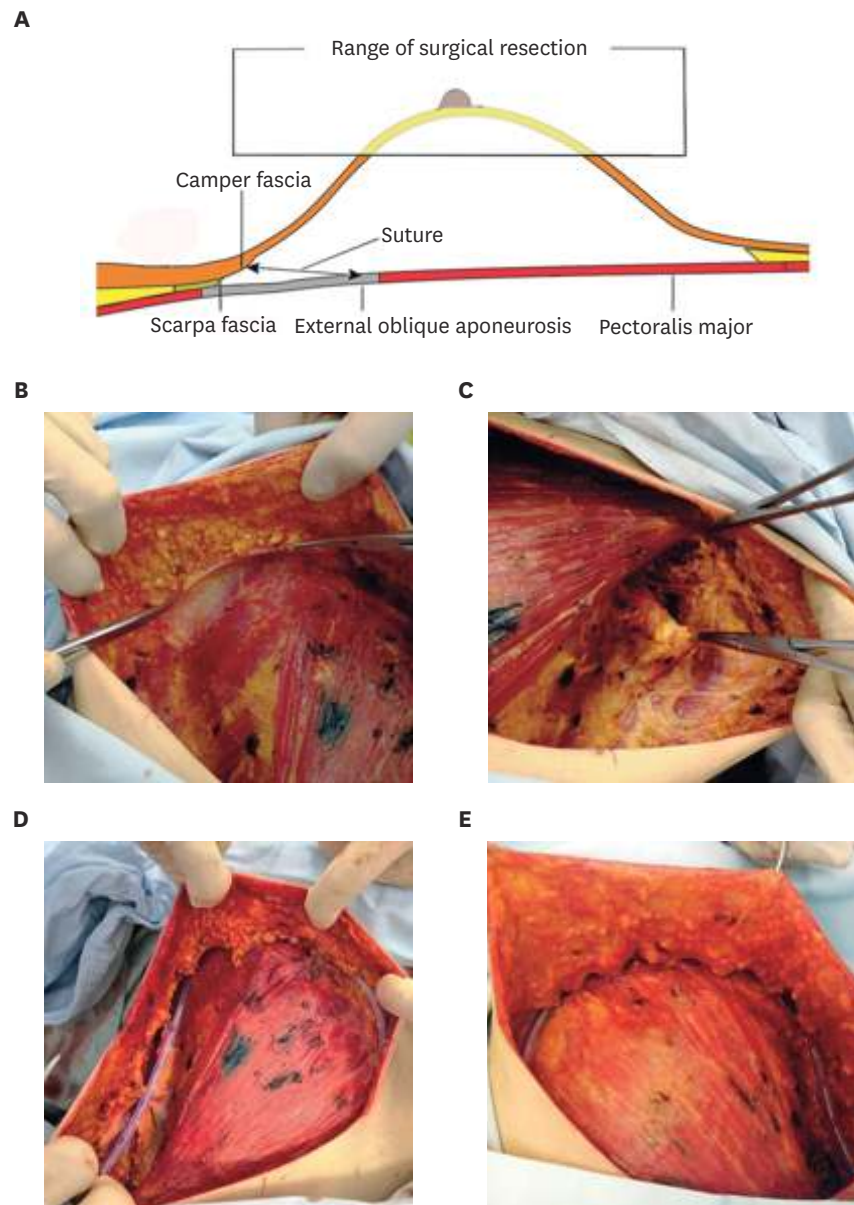 A
Range of surgical resection
Camper fascia
Suture
Scarpa fascia External oblique aponeurosis Pectoralis major
B C
D E